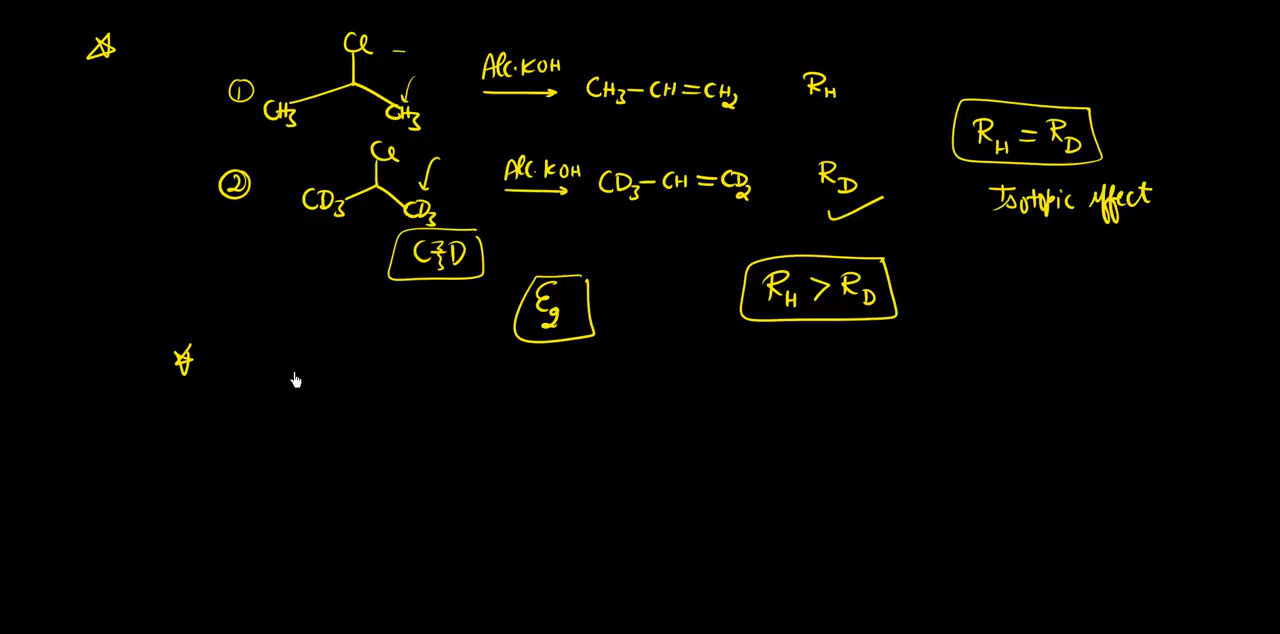 Cl
① CH3 CH3 Alc.KOH → CH3-CH=CH2 RH
RH = RD
Isotopic effect
Cl
② CD3 CD3 Alc.KOH → CD3-CH=CD2 RD
RH > RD
E2